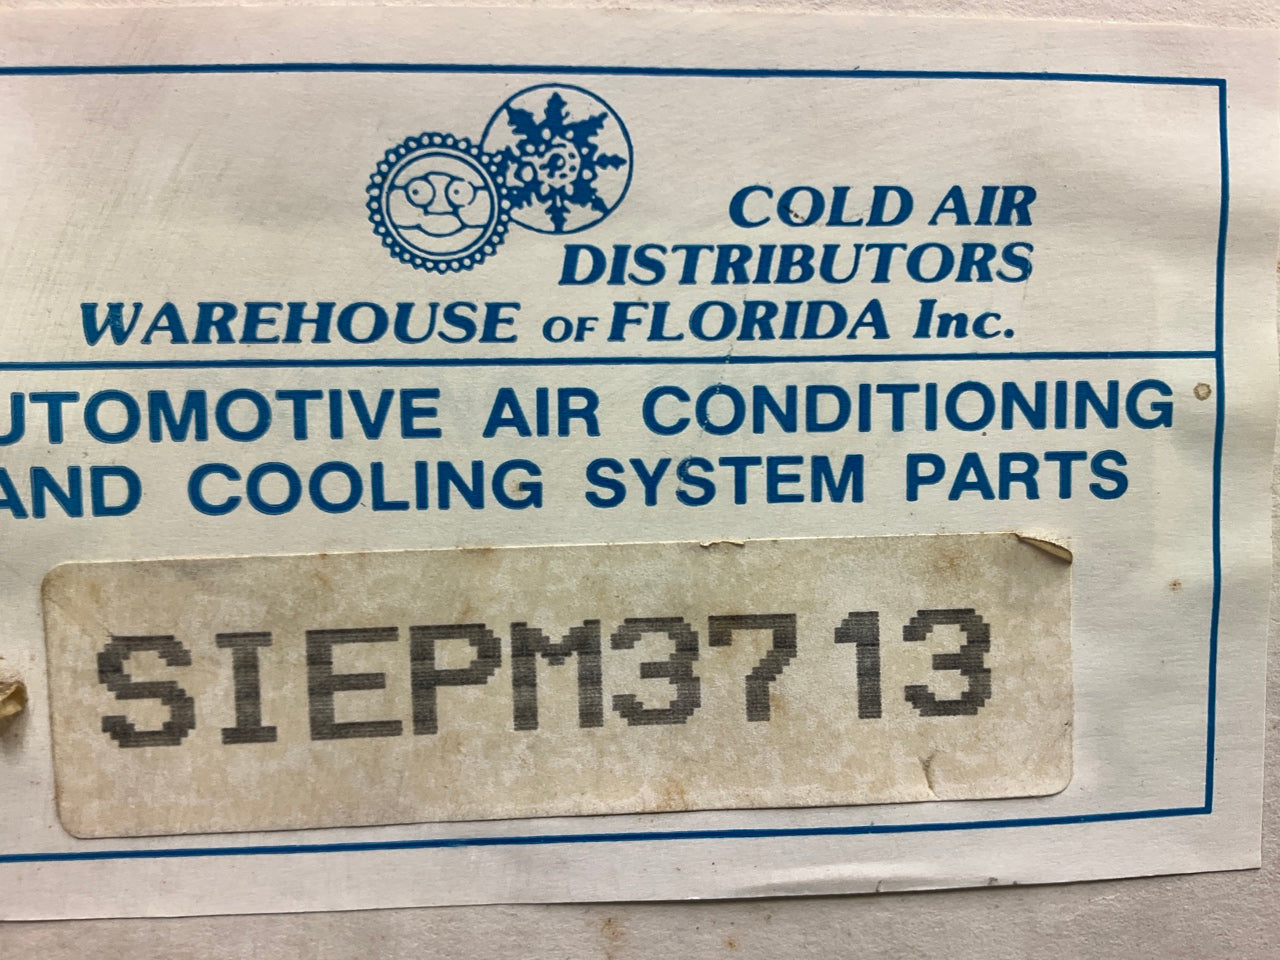 COLD AIR
DISTRIBUTORS
WAREHOUSE OF FLORIDA Inc.
UTOMOTIVE AIR CONDITIONING
AND COOLING SYSTEM PARTS
SIEPM3713